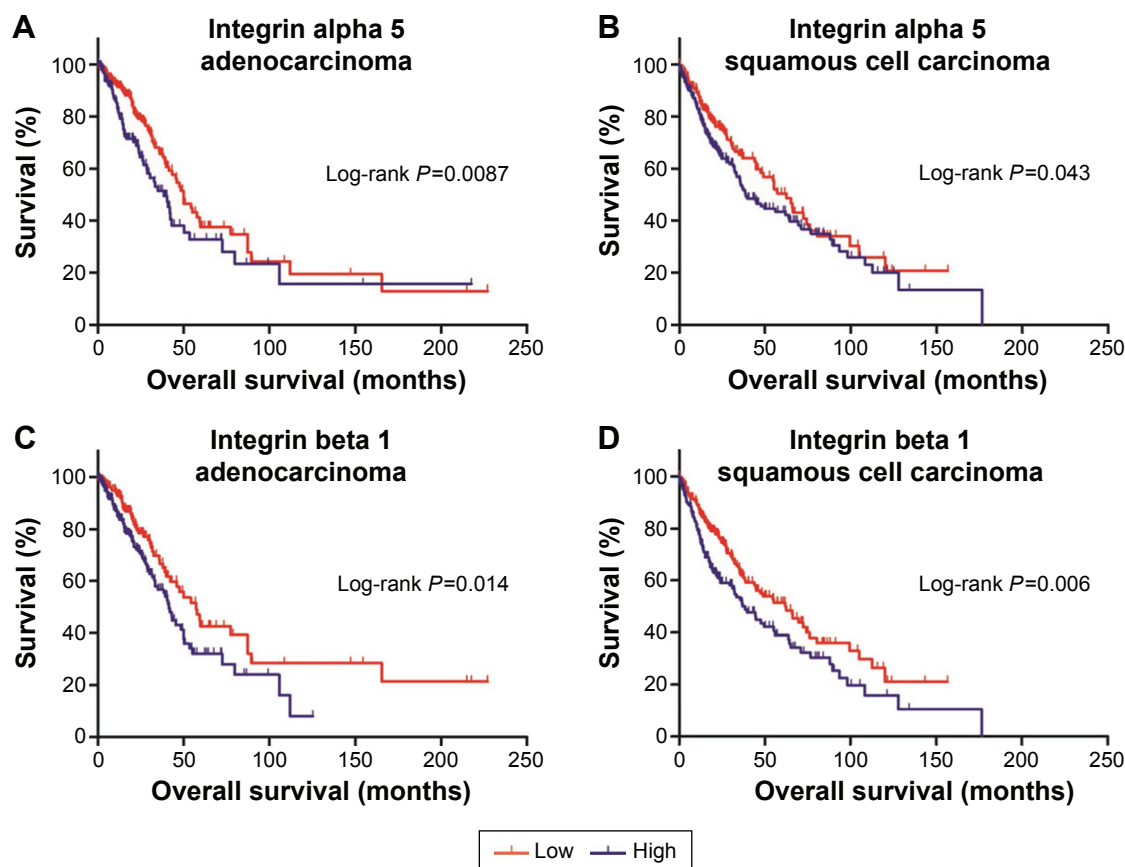 A
Integrin alpha 5
adenocarcinoma
Survival (%)
100
80
60
40
20
0
Log-rank P=0.0087
0 50 100 150 200 250
Overall survival (months)
B
Integrin alpha 5
squamous cell carcinoma
Survival (%)
100
80
60
40
20
0
Log-rank P=0.043
0 50 100 150 200 250
Overall survival (months)
C
Integrin beta 1
adenocarcinoma
Survival (%)
100
80
60
40
20
0
Log-rank P=0.014
0 50 100 150 200 250
Overall survival (months)
D
Integrin beta 1
squamous cell carcinoma
Survival (%)
100
80
60
40
20
0
Log-rank P=0.006
0 50 100 150 200 250
Overall survival (months)
Low High